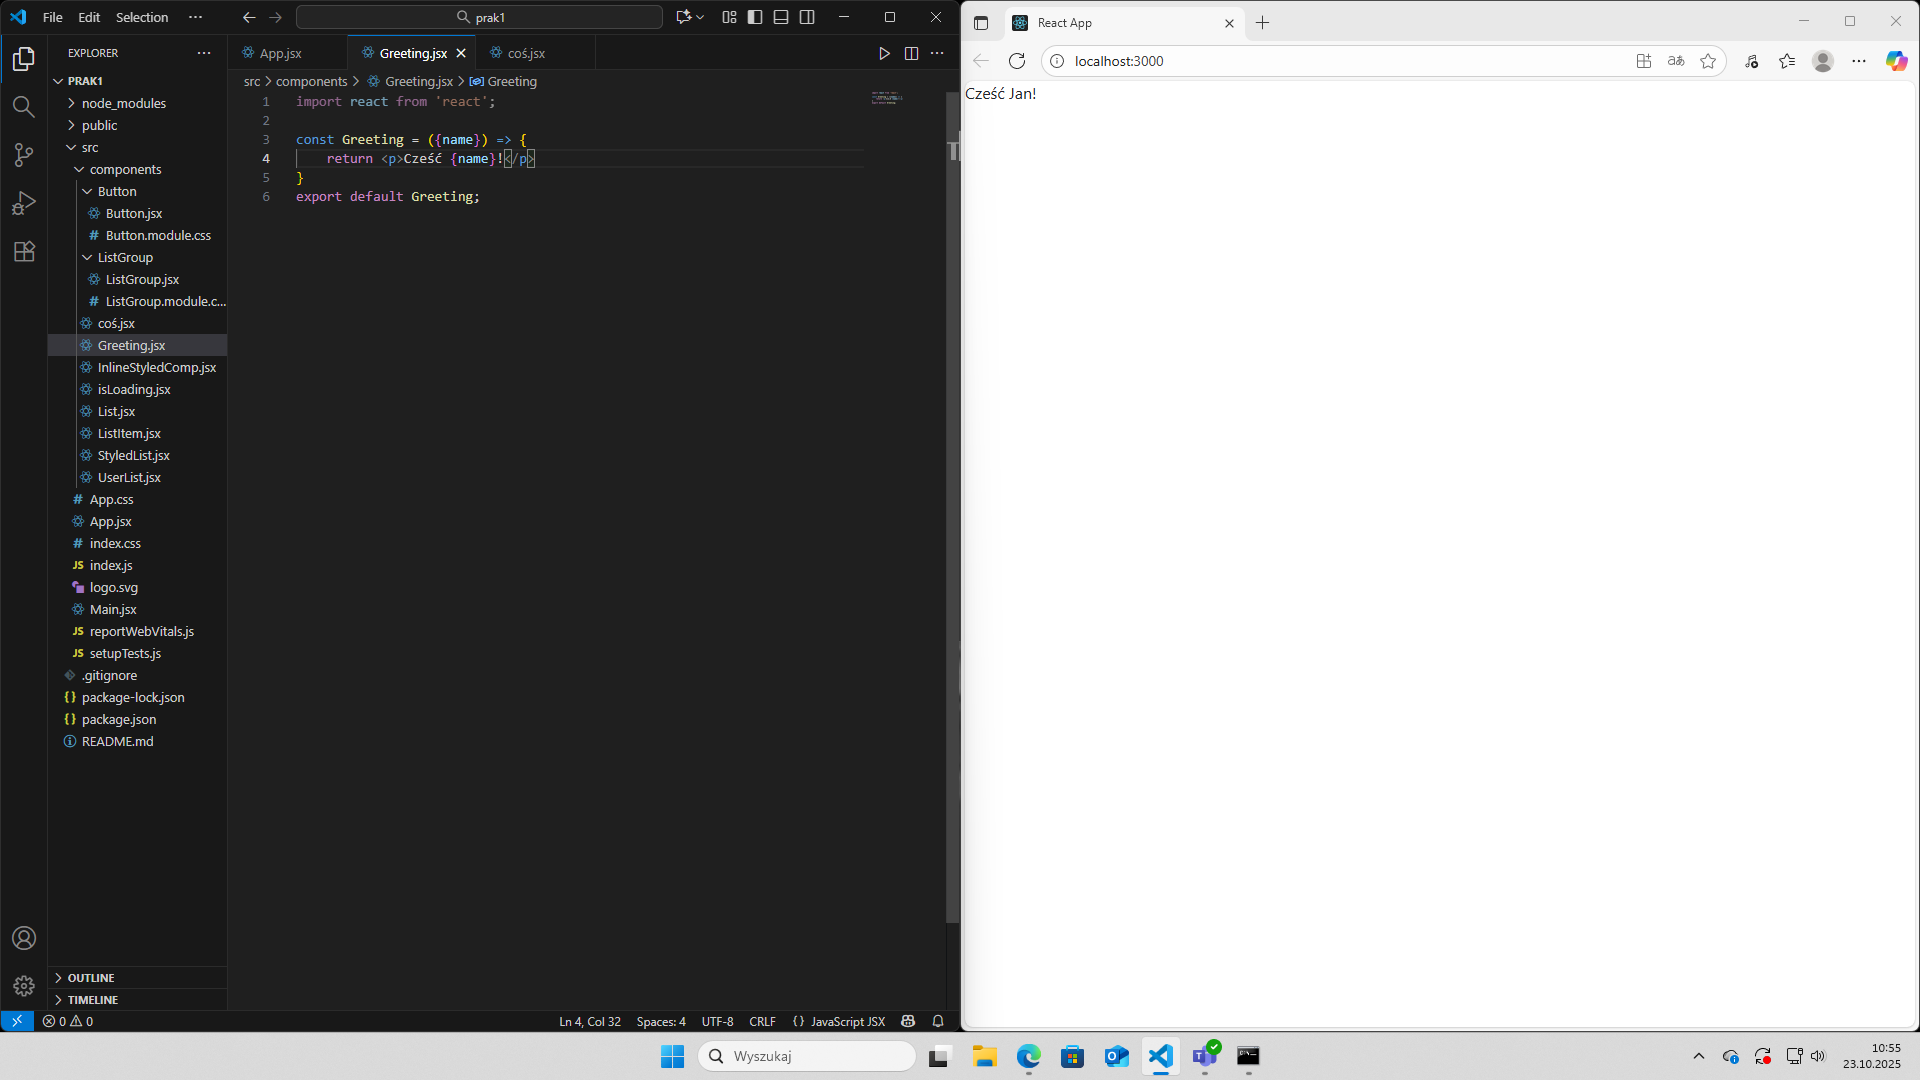 File Edit Selection ···
prak1
EXPLORER
PRAK1
node_modules
public
src
components
Button
Button.jsx
Button.module.css
ListGroup
ListGroup.jsx
ListGroup.module.c...
coś.jsx
Greeting.jsx
InlineStyledComp.jsx
isLoading.jsx
List.jsx
ListItem.jsx
StyledList.jsx
UserList.jsx
App.css
App.jsx
index.css
index.js
logo.svg
Main.jsx
reportWebVitals.js
setupTests.js
.gitignore
package-lock.json
package.json
README.md
OUTLINE
TIMELINE
App.jsx Greeting.jsx coś.jsx
src > components > Greeting.jsx > Greeting
1 import react from 'react';
2
3 const Greeting = ({name}) => {
4 return <p>Cześć {name}!</p>
5 }
6 export default Greeting;
0 0
Ln 4, Col 32 Spaces: 4 UTF-8 CRLF {} JavaScript JSX
React App
localhost:3000
Cześć Jan!
Wyszukaj
10:55
23.10.2025